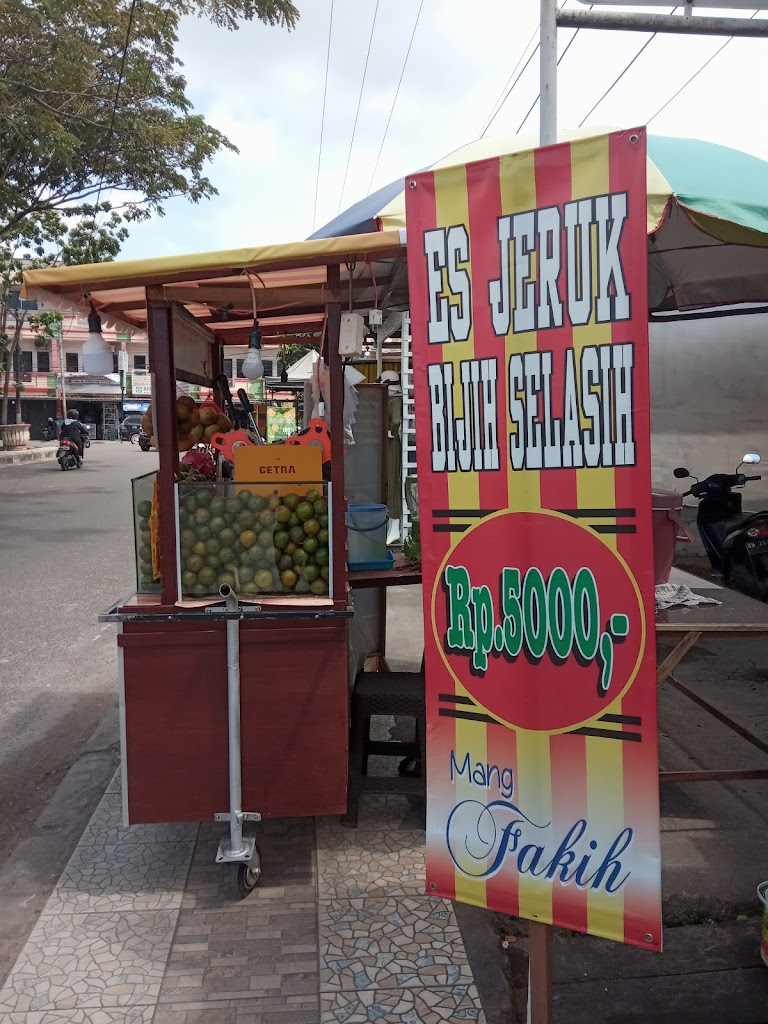 ES JERUK
BIJIH SELASIH
Rp.5000,-
Mang
Fakih
GETRA